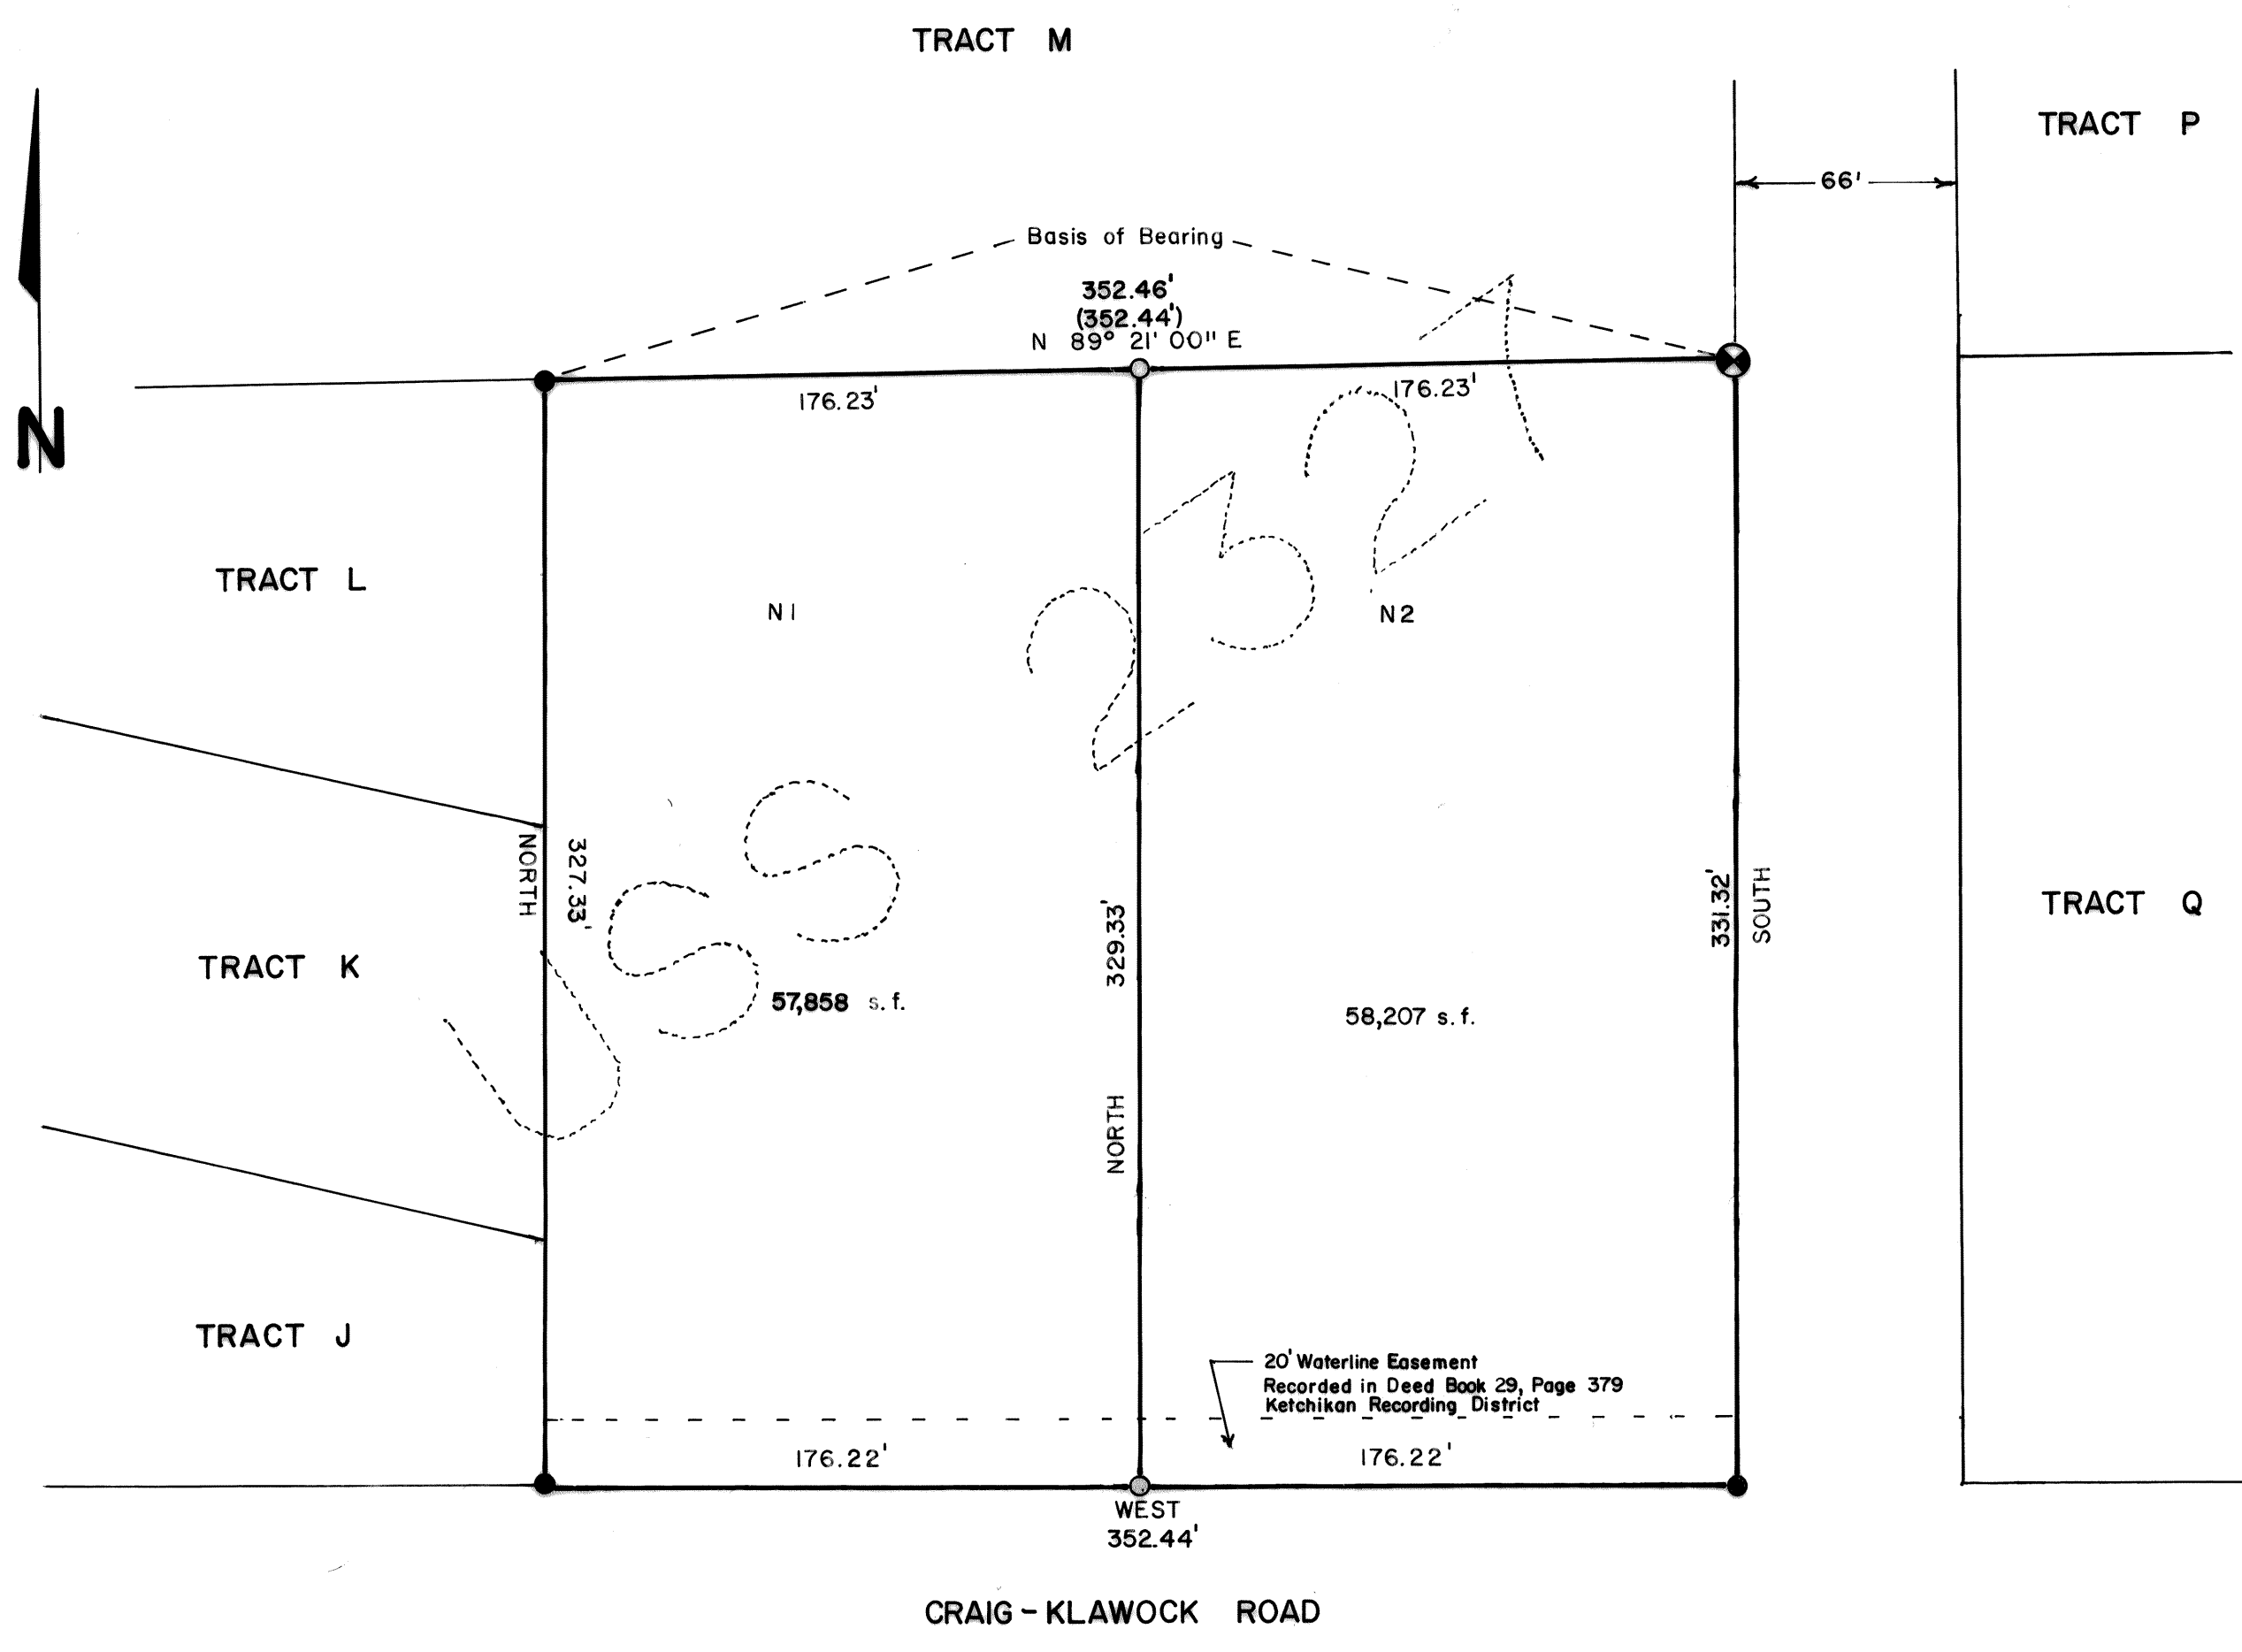 TRACT M
TRACT P
66'
Basis of Bearing
352.46'
(352.44')
N 89° 21' 00" E
176.23'
176.23'
N
TRACT L
N1
N2
USS 2321
NORTH
327.33'
329.33'
NORTH
331.32'
SOUTH
TRACT Q
TRACT K
57,858 s.f.
58,207 s.f.
TRACT J
20' Waterline Easement
Recorded in Deed Book 29, Page 379
Ketchikan Recording District
176.22'
176.22'
WEST
352.44'
CRAIG-KLAWOCK ROAD